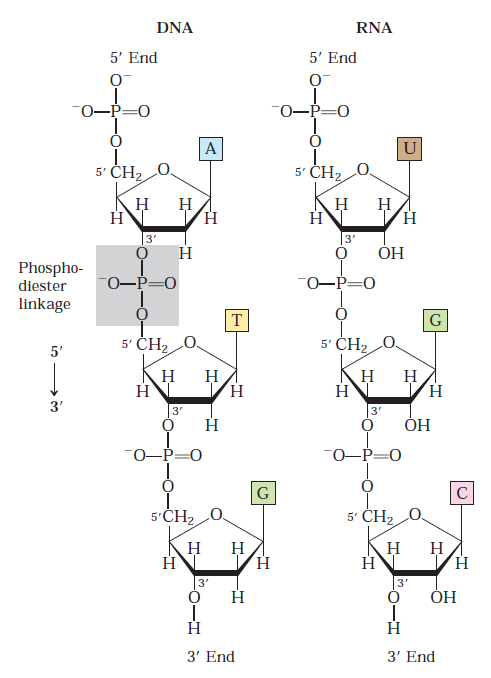 DNA RNA
5′ End 5′ End
O⁻ O⁻
⁻O—P=O ⁻O—P=O
O O
A U
5′ CH₂ O 5′ CH₂ O
H H H H
H H H H
3′ 3′
O H O OH
Phospho-
diester
linkage
⁻O—P=O ⁻O—P=O
O O
T G
5′ CH₂ O 5′ CH₂ O
5′
3′
H H H H
H H H H
3′ 3′
O H O OH
⁻O—P=O ⁻O—P=O
O O
G C
5′CH₂ O 5′ CH₂ O
H H H H
H H H H
3′ 3′
O H O OH
H H
3′ End 3′ End